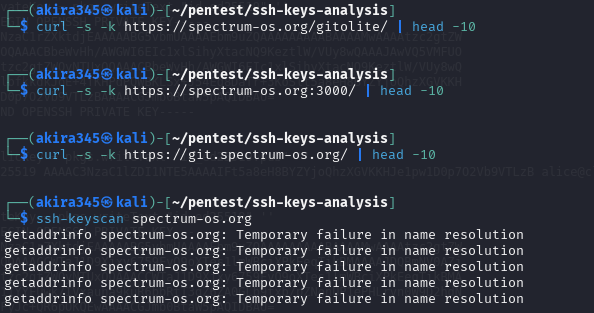 (akira345㉿kali)-[~/pentest/ssh-keys-analysis]
$ curl -s -k https://spectrum-os.org/gitolite/ | head -10
(akira345㉿kali)-[~/pentest/ssh-keys-analysis]
$ curl -s -k https://spectrum-os.org:3000/ | head -10
ND OPENSSH PRIVATE KEY-----
(akira345㉿kali)-[~/pentest/ssh-keys-analysis]
$ curl -s -k https://git.spectrum-os.org/ | head -10
(akira345㉿kali)-[~/pentest/ssh-keys-analysis]
$ ssh-keyscan spectrum-os.org
getaddrinfo spectrum-os.org: Temporary failure in name resolution
getaddrinfo spectrum-os.org: Temporary failure in name resolution
getaddrinfo spectrum-os.org: Temporary failure in name resolution
getaddrinfo spectrum-os.org: Temporary failure in name resolution
getaddrinfo spectrum-os.org: Temporary failure in name resolution